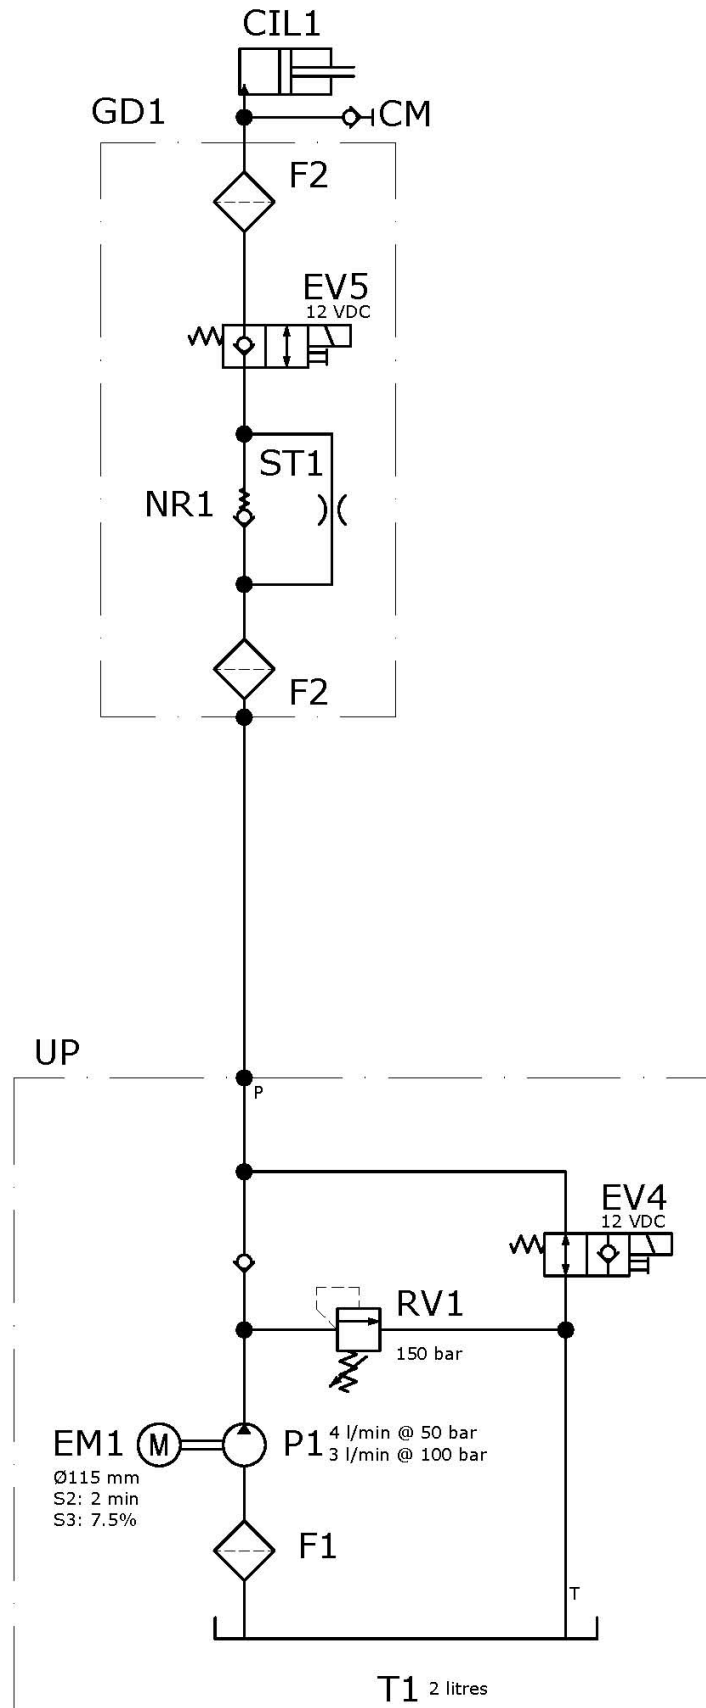 CIL1
GD1
CM
F2
EV5
12 VDC
ST1
NR1
F2
UP
P
EV4
12 VDC
RV1
150 bar
EM1
M
P1
4 l/min @ 50 bar
3 l/min @ 100 bar
Ø115 mm
S2: 2 min
S3: 7.5%
F1
T
T1 2 litres